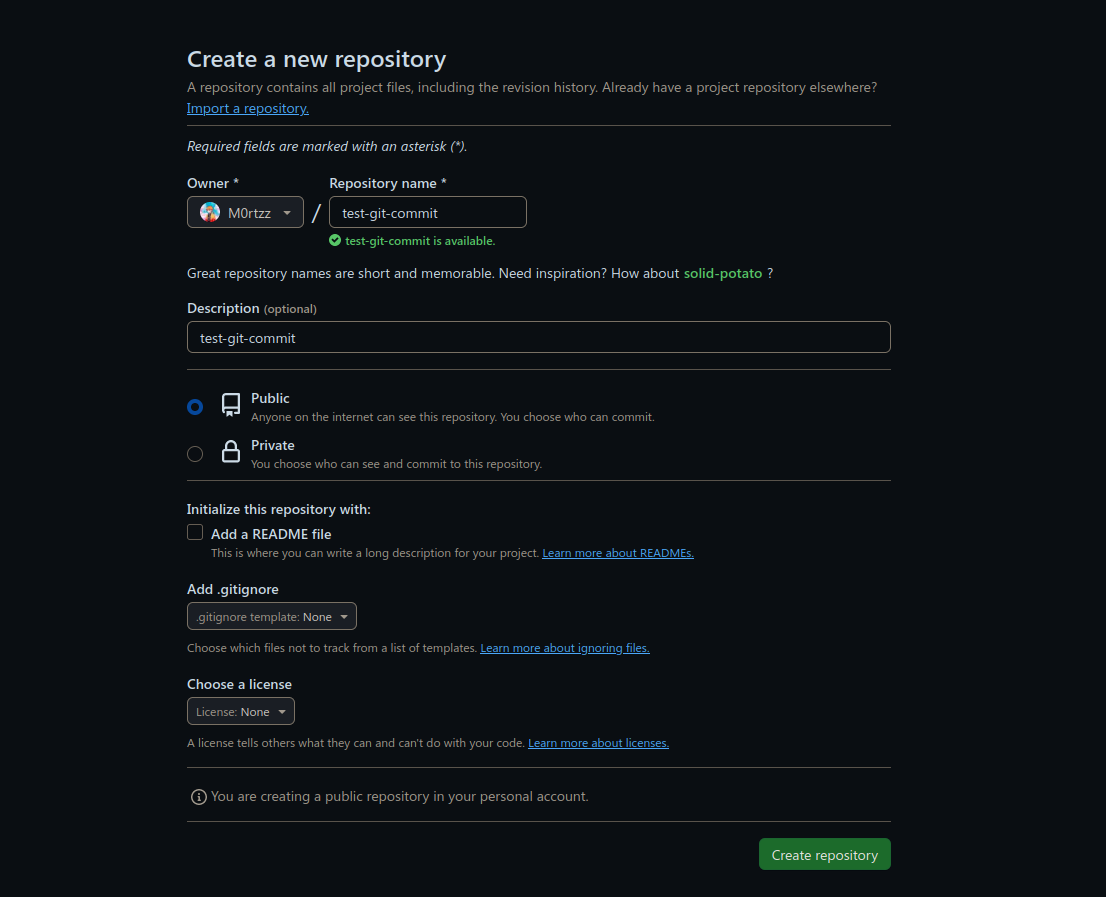 Create a new repository
A repository contains all project files, including the revision history. Already have a project repository elsewhere?
Import a repository.
Required fields are marked with an asterisk (*).
Owner * Repository name *
M0rtzz / test-git-commit
test-git-commit is available.
Great repository names are short and memorable. Need inspiration? How about solid-potato ?
Description (optional)
test-git-commit
Public
Anyone on the internet can see this repository. You choose who can commit.
Private
You choose who can see and commit to this repository.
Initialize this repository with:
Add a README file
This is where you can write a long description for your project. Learn more about READMEs.
Add .gitignore
.gitignore template: None
Choose which files not to track from a list of templates. Learn more about ignoring files.
Choose a license
License: None
A license tells others what they can and can't do with your code. Learn more about licenses.
You are creating a public repository in your personal account.
Create repository